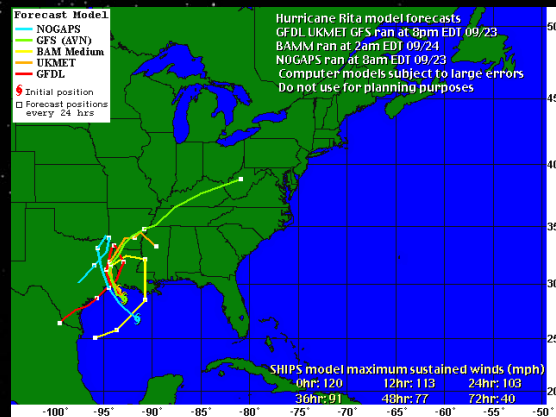 Forecast Model
NOGAPS
GFS (AVN)
BAM Medium
UKMET
GFDL
Initial position
Forecast positions
every 24 hrs
Hurricane Rita model forecasts
GFDL UKMET GFS ran at 8pm EDT 09/23
BAMM ran at 2am EDT 09/24
NOGAPS ran at 8am EDT 09/23
Computer models subject to large errors
Do not use for planning purposes
50
45
40
35
30
25
20
SHIPS model maximum sustained winds (mph)
0hr: 120 12hr: 113 24hr: 103
36hr: 91 48hr: 77 72hr: 40
-100° -95° -90° -85° -80° -75° -70° -65° -60° -55° -50